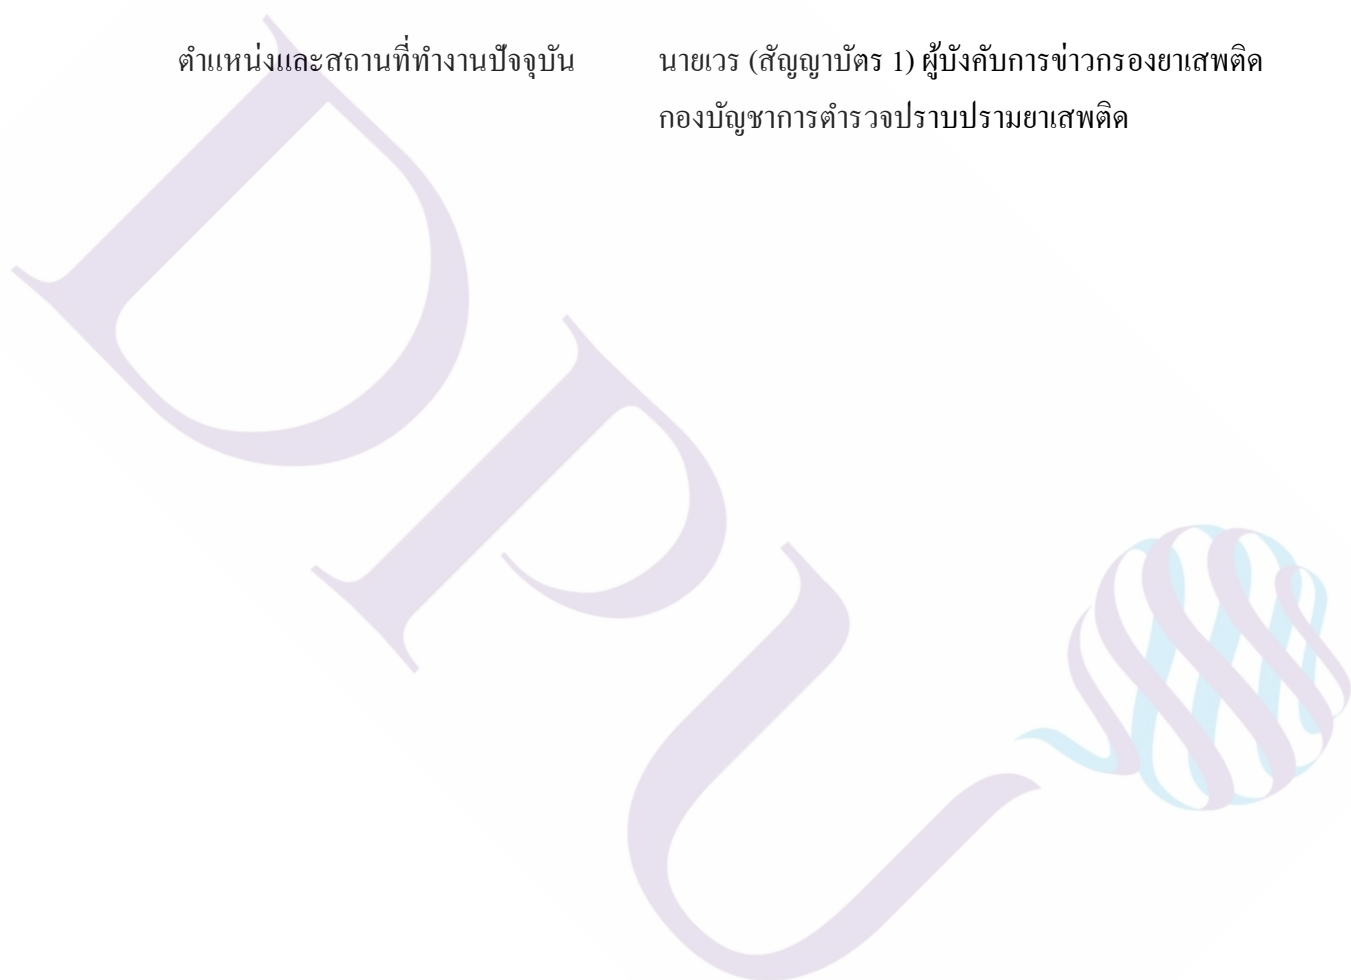 ตำแหน่งและสถานที่ทำงานปัจจุบัน นายเวร (สัญญาบัตร 1) ผู้บังคับการข่าวกรองยาเสพติด
กองบัญชาการตำรวจปราบปรามยาเสพติด
DPU